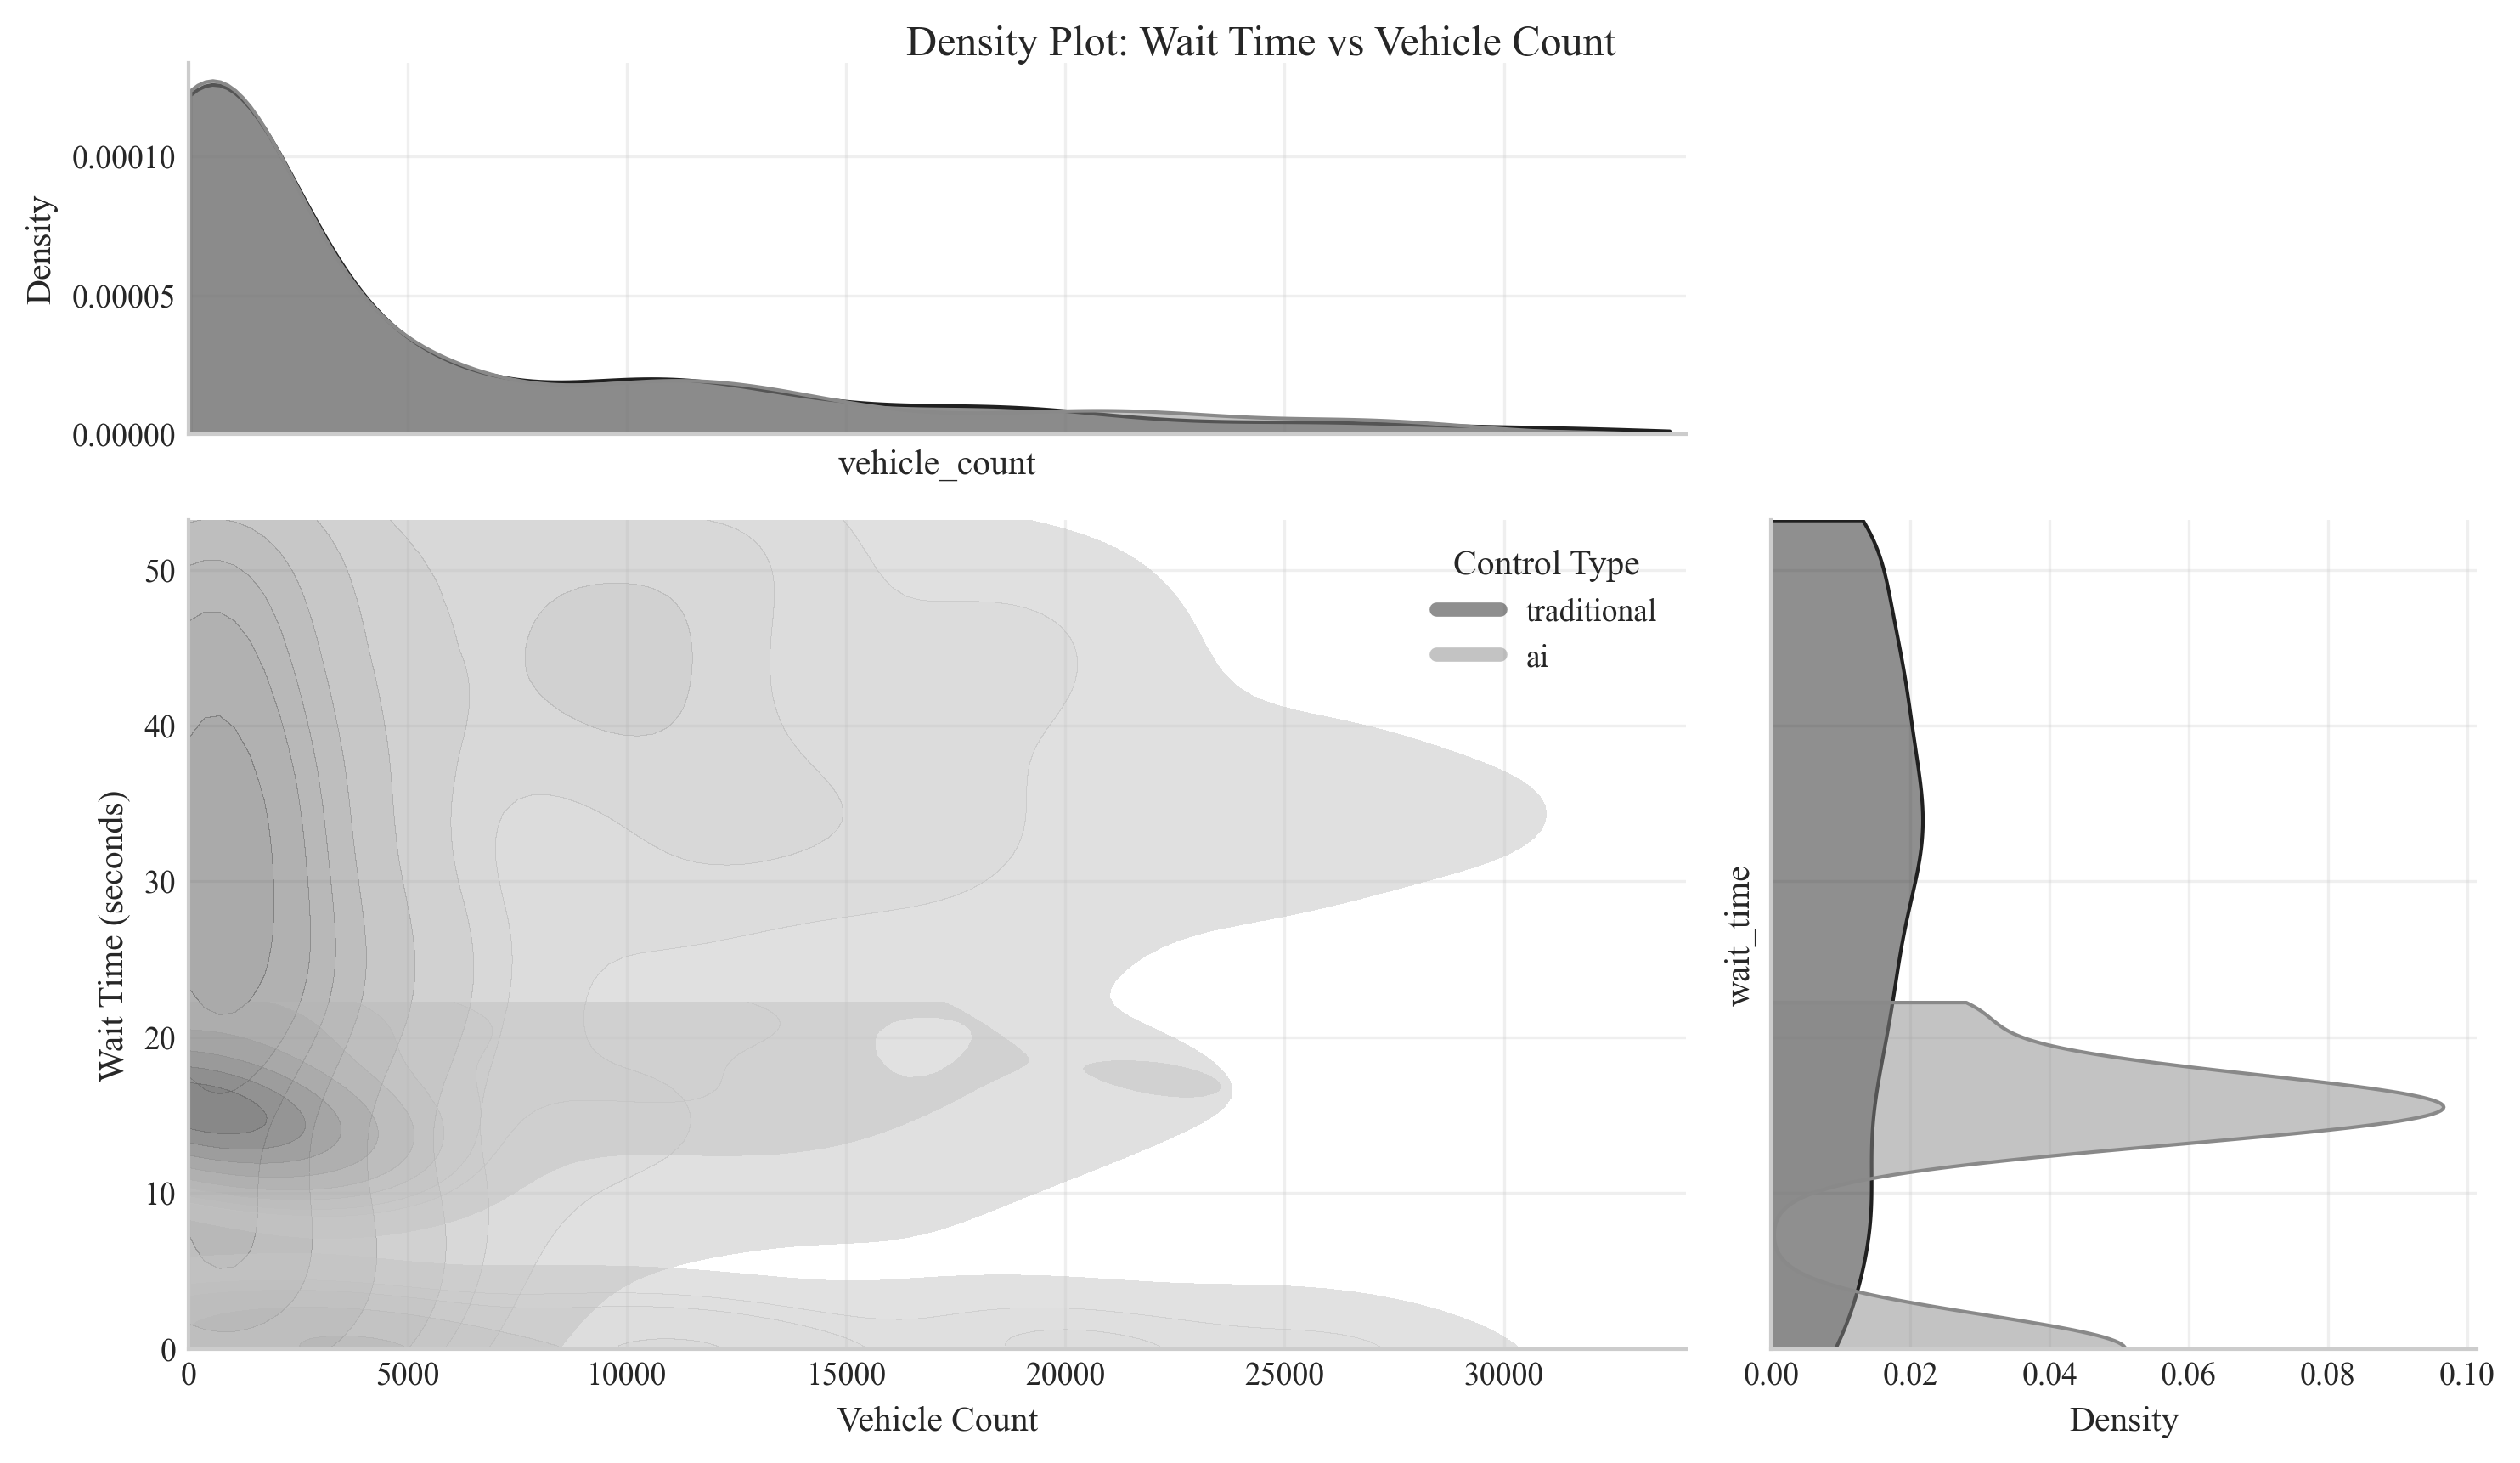 Density Plot: Wait Time vs Vehicle Count
Density
0.00010
0.00005
0.00000
vehicle_count
Wait Time (seconds)
50
40
30
20
10
0
0 5000 10000 15000 20000 25000 30000
Vehicle Count
Control Type
traditional
ai
wait_time
0.00 0.02 0.04 0.06 0.08 0.10
Density